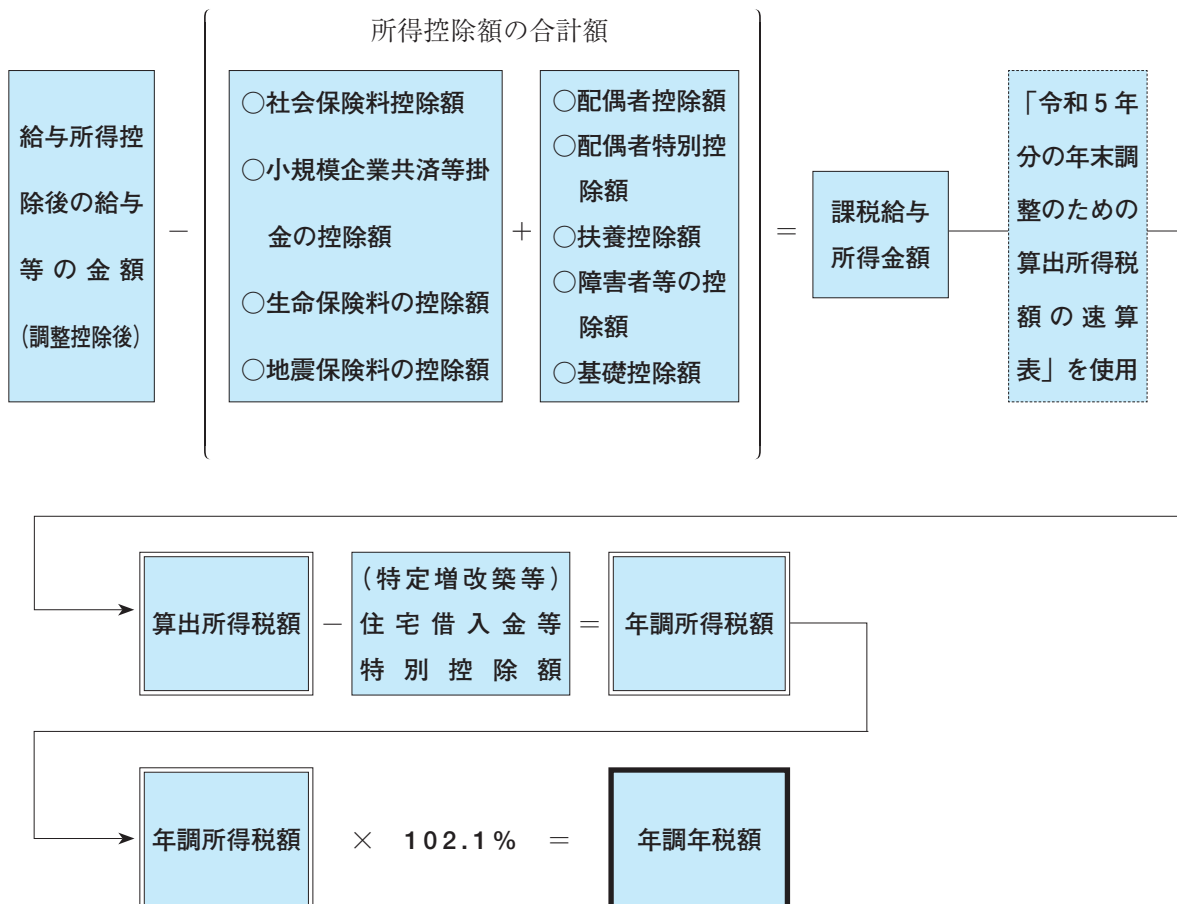 所得控除額の合計額
給与所得控
除後の給与
等の金額
(調整控除後)
−
○社会保険料控除額
○小規模企業共済等掛
金の控除額
○生命保険料の控除額
○地震保険料の控除額
+
○配偶者控除額
○配偶者特別控
除額
○扶養控除額
○障害者等の控
除額
○基礎控除額
=
課税給与
所得金額
「令和5年
分の年末調
整のための
算出所得税
額の速算
表」を使用
算出所得税額
−
(特定増改築等)
住宅借入金等
特別控除額
=
年調所得税額
年調所得税額
× 102.1% =
年調年税額